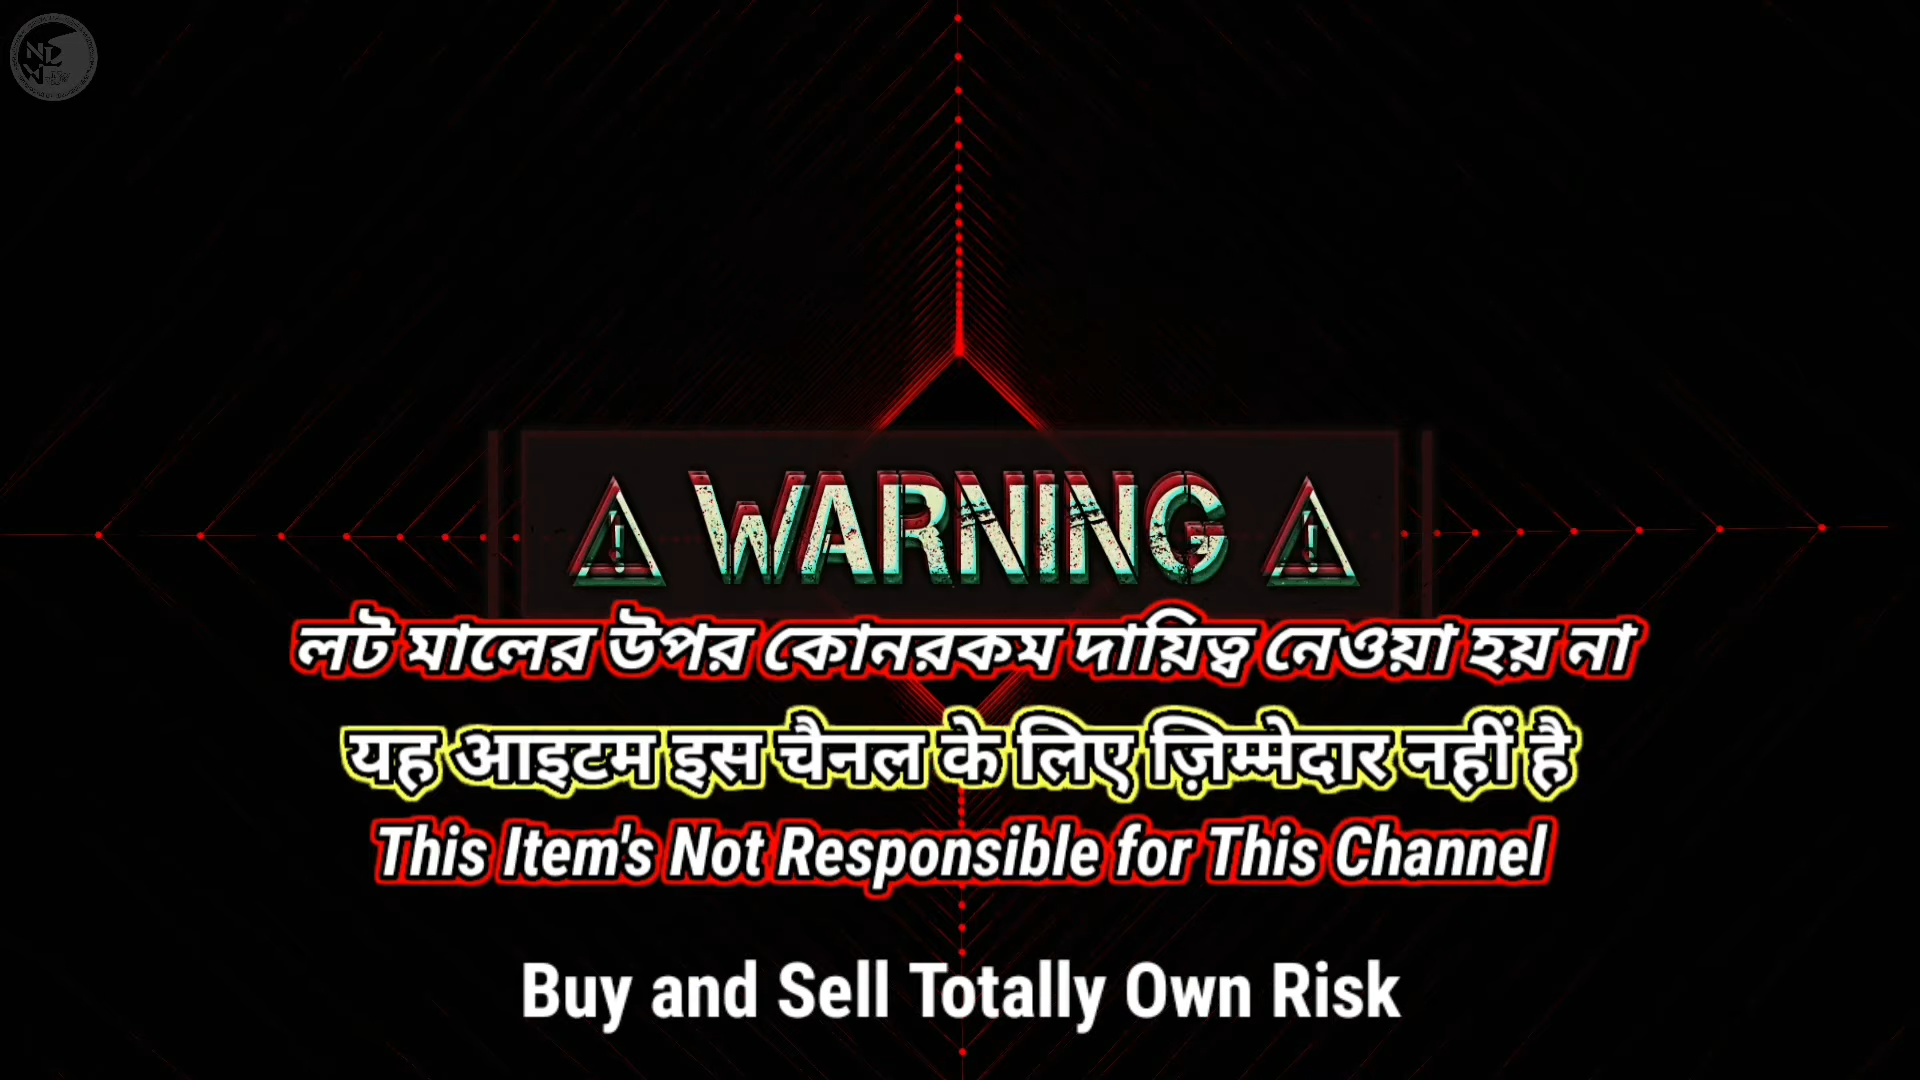 ⚠ WARNING ⚠
লট মালের উপর কোনরকম দায়িত্ব নেওয়া হয় না
यह आइटम इस चैनल के लिए ज़िम्मेदार नहीं है
This Item's Not Responsible for This Channel
Buy and Sell Totally Own Risk